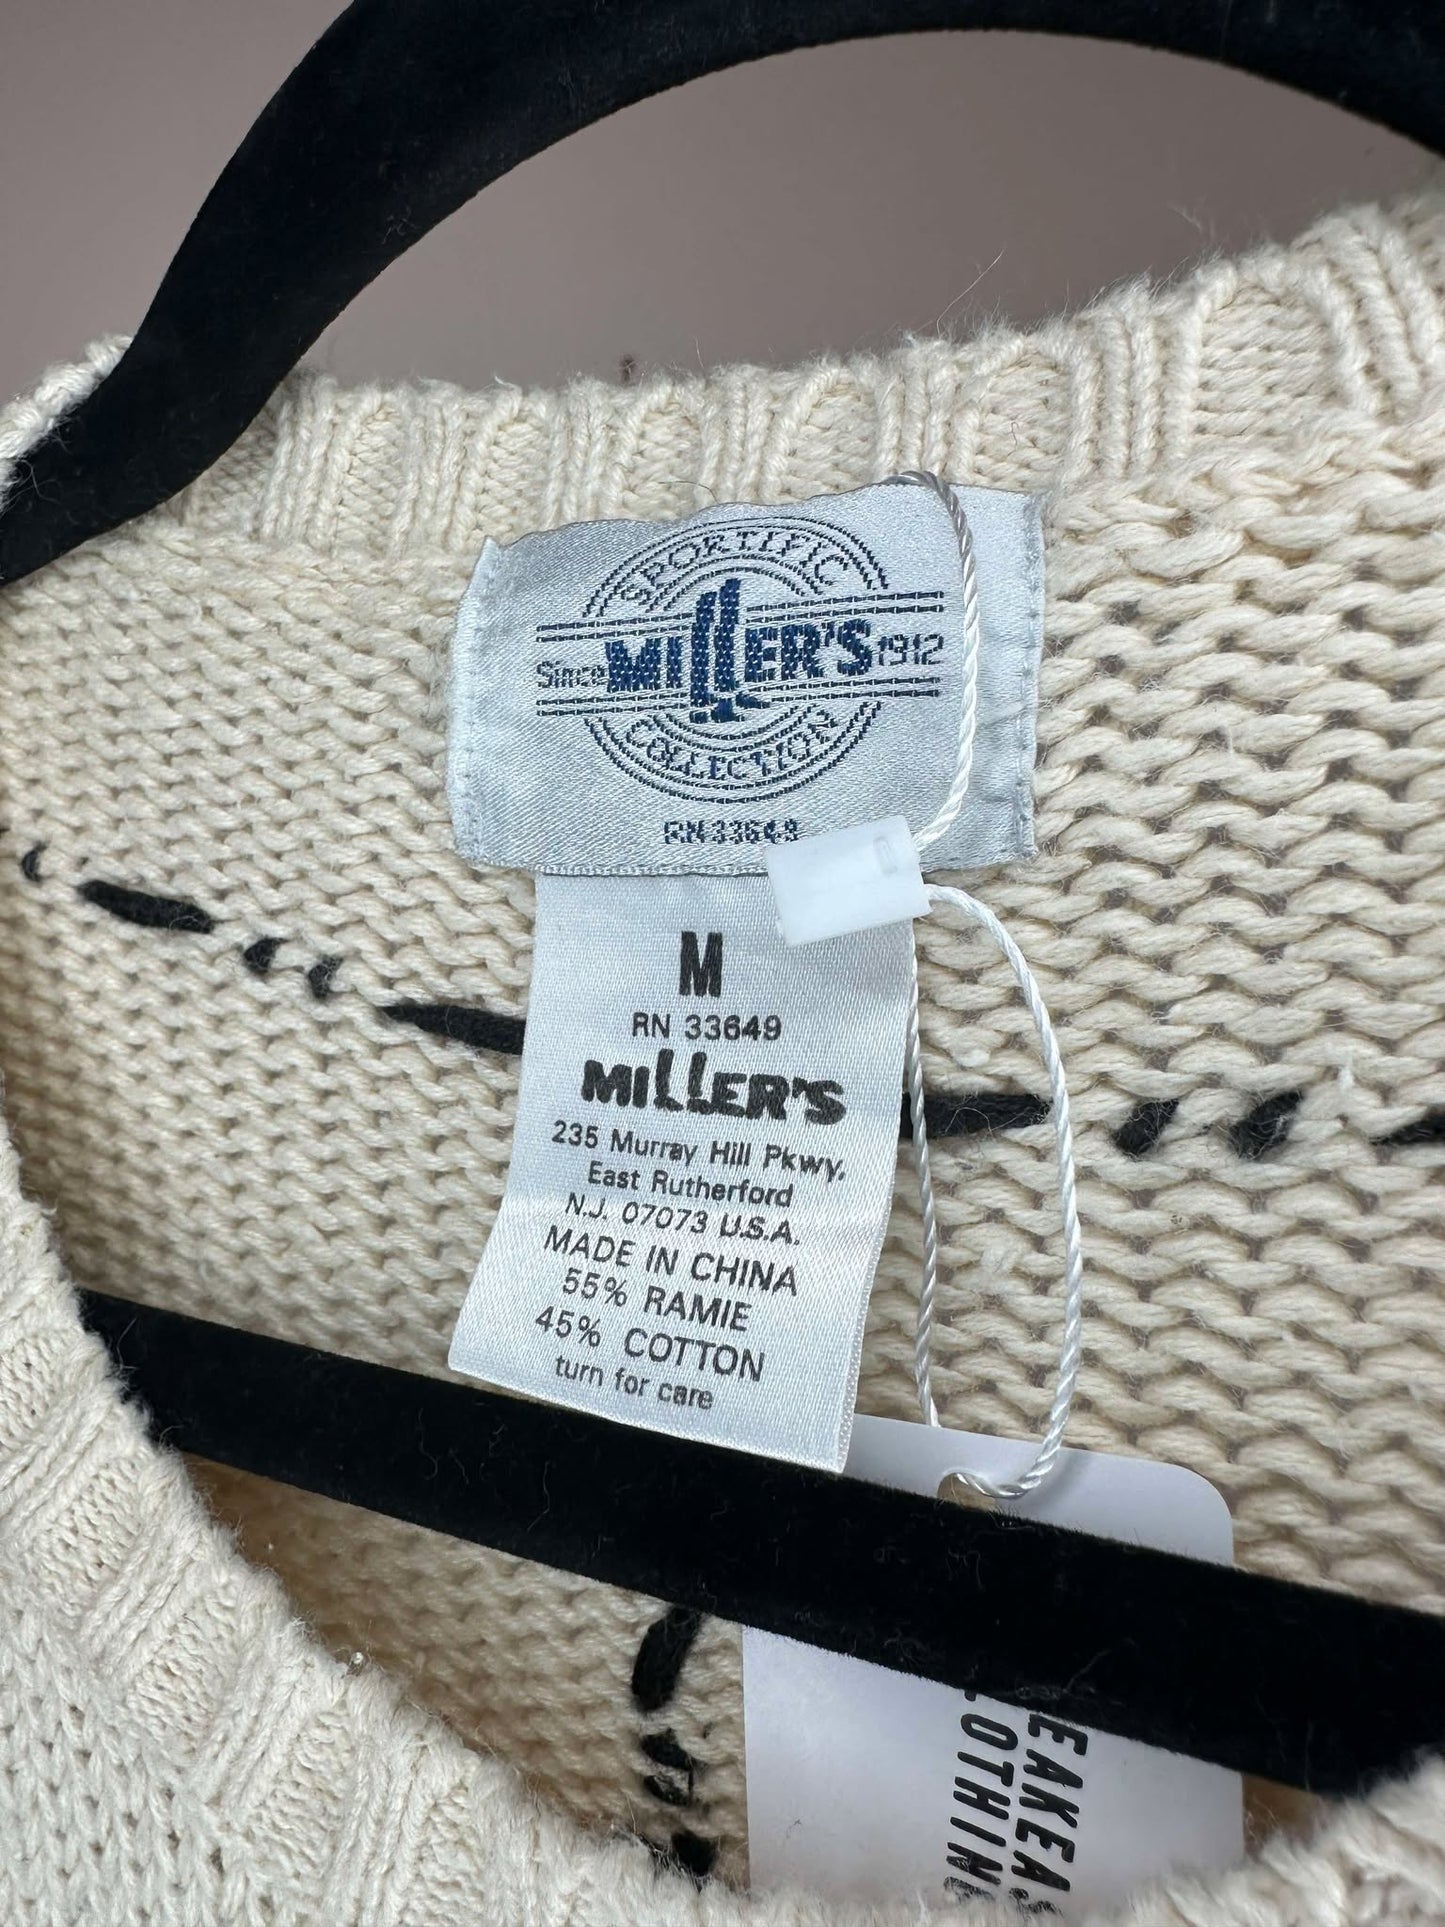 SPORTIFIC
Since MILLER'S 1912
COLLECTION
RN 33649
M
RN 33649
MILLER'S
235 Murray Hill Pkwy.
East Rutherford
N.J. 07073 U.S.A.
MADE IN CHINA
55% RAMIE
45% COTTON
turn for care